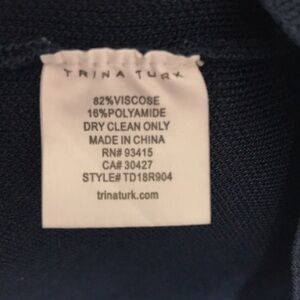 TRINA TURK
82%VISCOSE
16%POLYAMIDE
DRY CLEAN ONLY
MADE IN CHINA
RN# 93415
CA# 30427
STYLE# TD18R904
trinaturk.com